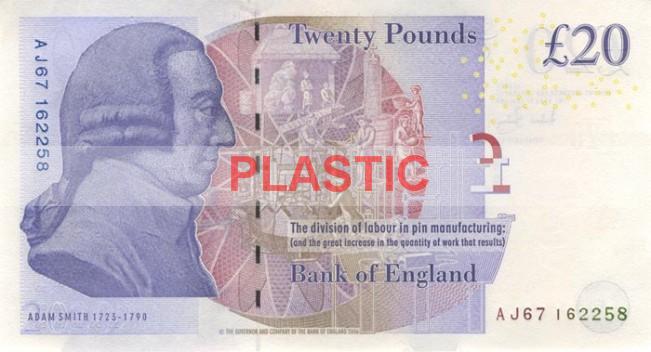 Twenty Pounds
£20
AJ67 162258
PLASTIC
The division of labour in pin manufacturing:
(and the great increase in the quantity of work that results)
Bank of England
AJ67 162258
ADAM SMITH 1723-1790
© THE GOVERNOR AND COMPANY OF THE BANK OF ENGLAND 2006